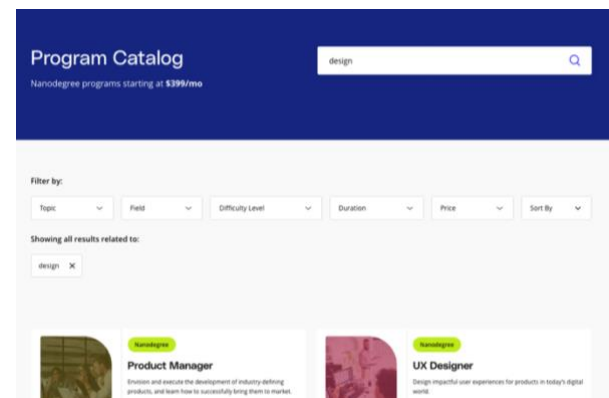 Program Catalog
design
Nanodegree programs starting at $399/mo
Filter by:
Topic Field Difficulty Level Duration Price Sort By
Showing all results related to:
design X
Nanodegree
Product Manager
Envision and execute the development of industry-defining
products, and learn how to successfully bring them to market.
Nanodegree
UX Designer
Design impactful user experiences for products in today's digital
world.